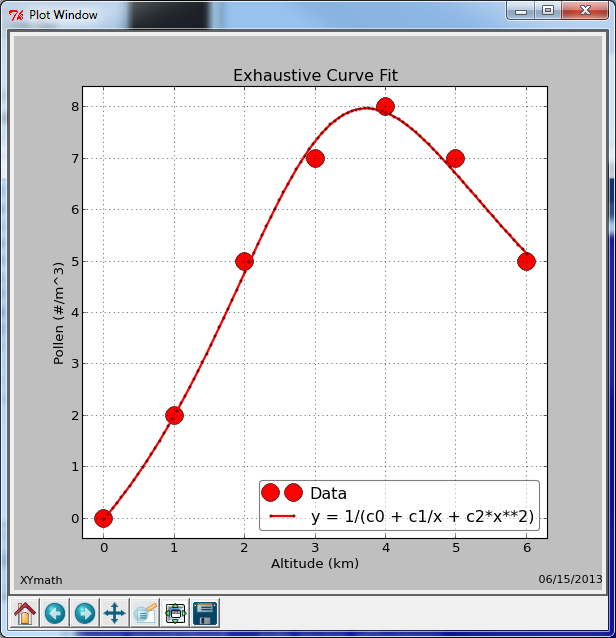 Plot Window
Exhaustive Curve Fit
8
7
6
5
4
3
2
1
0
Pollen (#/m^3)
Data
y = 1/(c0 + c1/x + c2*x**2)
0 1 2 3 4 5 6
Altitude (km)
XYmath 06/15/2013